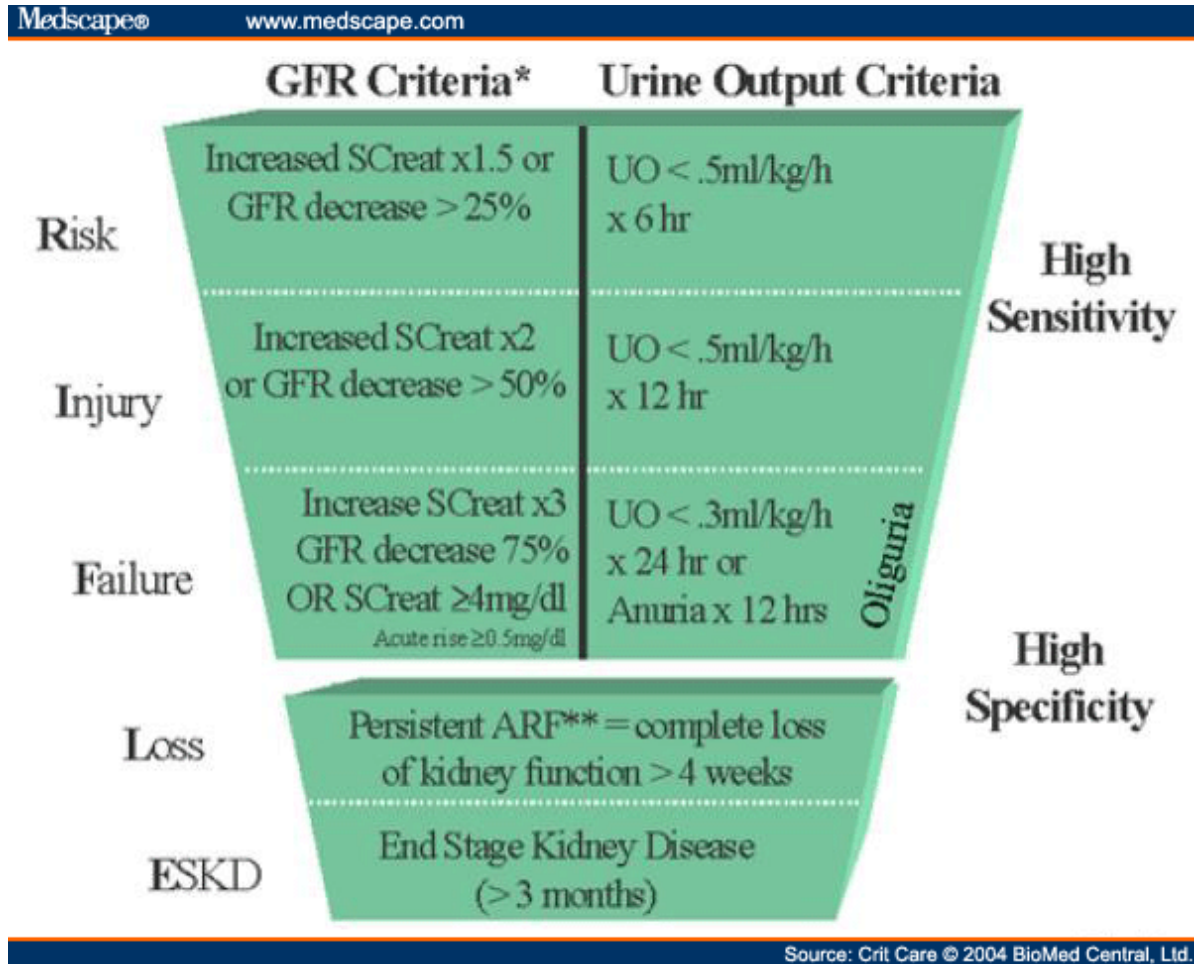 Medscape® www.medscape.com
GFR Criteria* Urine Output Criteria
Risk
Increased SCreat x1.5 or
GFR decrease > 25%
UO < .5ml/kg/h
x 6 hr
High
Sensitivity
Injury
Increased SCreat x2
or GFR decrease > 50%
UO < .5ml/kg/h
x 12 hr
Failure
Increase SCreat x3
GFR decrease 75%
OR SCreat ≥4mg/dl
Acute rise ≥0.5mg/dl
UO < .3ml/kg/h
x 24 hr or
Anuria x 12 hrs
Oliguria
High
Specificity
Loss
Persistent ARF** = complete loss
of kidney function > 4 weeks
ESKD
End Stage Kidney Disease
(> 3 months)
Source: Crit Care © 2004 BioMed Central, Ltd.